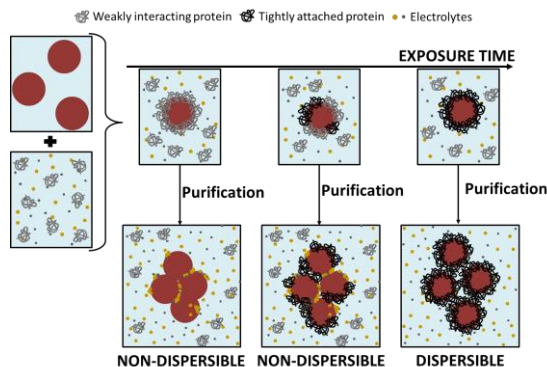 Weakly interacting protein Tightly attached protein Electrolytes
EXPOSURE TIME
Purification Purification Purification
NON-DISPERSIBLE NON-DISPERSIBLE DISPERSIBLE